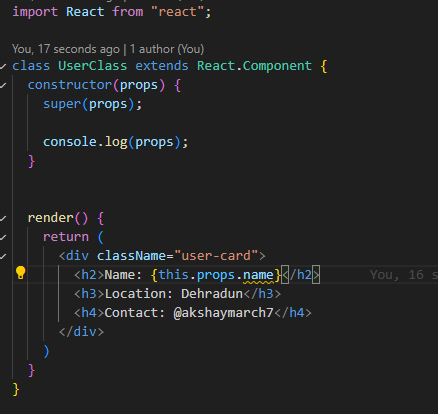 import React from "react";
You, 17 seconds ago | 1 author (You)
class UserClass extends React.Component {
constructor(props) {
super(props);
console.log(props);
}
render() {
return (
<div className="user-card">
<h2>Name: {this.props.name}</h2> You, 16 s
<h3>Location: Dehradun</h3>
<h4>Contact: @akshaymarch7</h4>
</div>
)
}
}